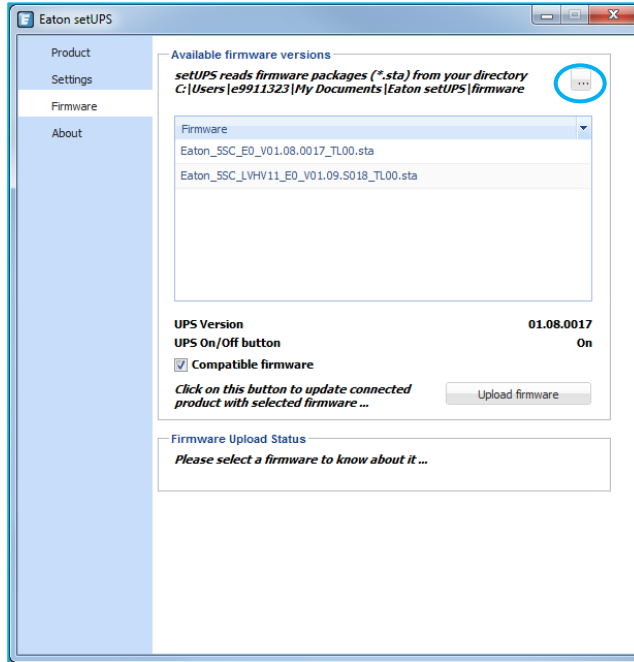 Eaton setUPS
Product
Settings
Firmware
About
Available firmware versions
setUPS reads firmware packages (*.sta) from your directory
C:|Users|e9911323|My Documents|Eaton setUPS|firmware
...
Firmware
Eaton_5SC_E0_V01.08.0017_TL00.sta
Eaton_5SC_LVHV11_E0_V01.09.S018_TL00.sta
UPS Version 01.08.0017
UPS On/Off button On
Compatible firmware
Click on this button to update connected
product with selected firmware ...
Upload firmware
Firmware Upload Status
Please select a firmware to know about it ...